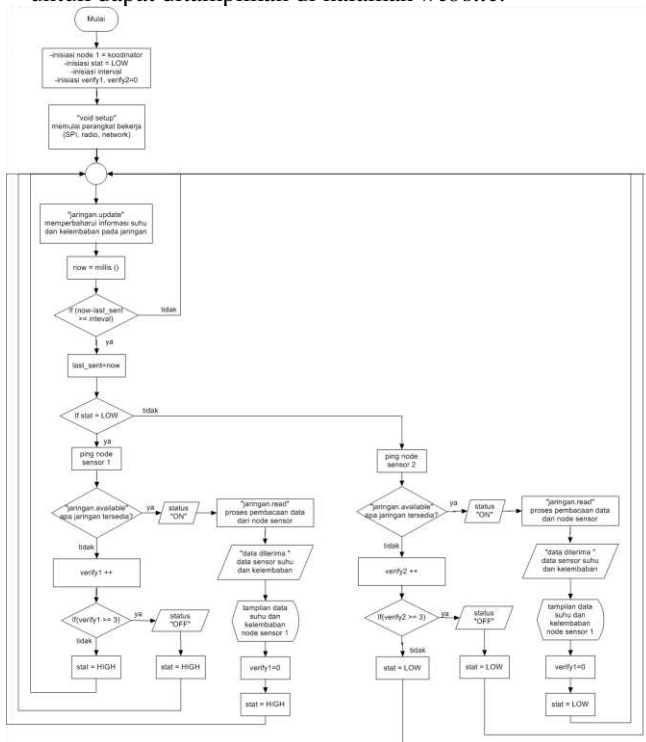 untuk dapat ditampilkan di halaman website.
Mulai
-inisiasi node 1 = koodinator
-inisiasi stat = LOW
-inisiasi interval
-inisiasi verify1, verify2=0
"void setup"
memulai perangkat bekerja
(SPI, radio, network)
"jaringan.update"
memperbaharui informasi suhu
dan kelembaban pada jaringan
now = millis ()
If (now-last_sent
>= inteval)
tidak
ya
last_sent=now
If stat = LOW
tidak
ya
ping node
sensor 1
"jaringan.available"
apa jaringan tersedia?
ya
status
"ON"
"jaringan.read"
proses pembacaan data
dari node sensor
tidak
"data diterima "
data sensor suhu
dan kelembaban
verify1 ++
If(verify1 >= 3)
ya
status
"OFF"
tampilan data
suhu dan
kelembaban
node sensor 1
tidak
stat = HIGH
stat = HIGH
verify1=0
stat = HIGH
ping node
sensor 2
"jaringan.available"
apa jaringan tersedia?
ya
status
"ON"
"jaringan.read"
proses pembacaan data
dari node sensor
tidak
"data diterima "
data sensor suhu
dan kelembaban
verify2 ++
If(verify2 >= 3)
ya
status
"OFF"
tampilan data
suhu dan
kelembaban
node sensor 1
tidak
stat = LOW
stat = LOW
verify1=0
stat = LOW